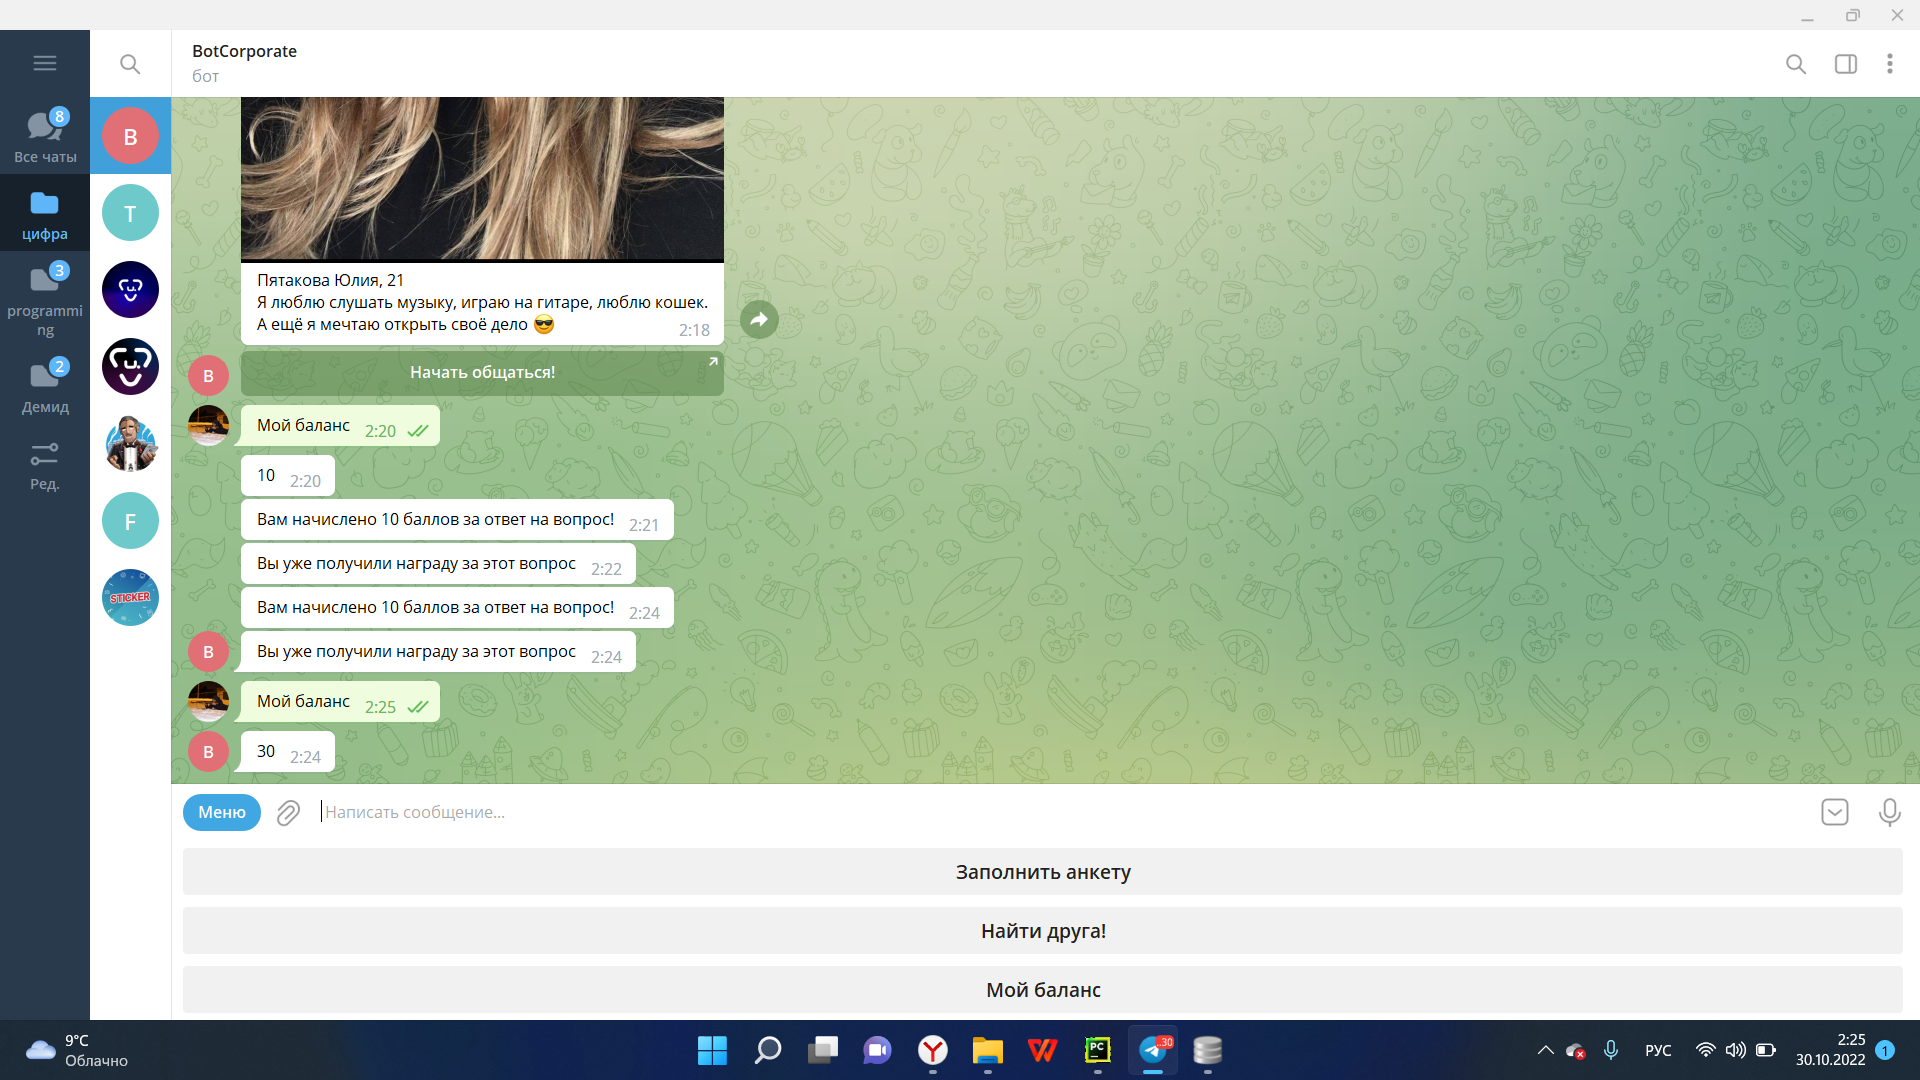 BotCorporate
бот
8
Все чаты
цифра
3
programmi
ng
2
Демид
Ред.
B
T
F
STICKER
Пятакова Юлия, 21
Я люблю слушать музыку, играю на гитаре, люблю кошек.
А ещё я мечтаю открыть своё дело 😎
2:18
B
Начать общаться!
Мой баланс 2:20
10 2:20
Вам начислено 10 баллов за ответ на вопрос! 2:21
Вы уже получили награду за этот вопрос 2:22
Вам начислено 10 баллов за ответ на вопрос! 2:24
B
Вы уже получили награду за этот вопрос 2:24
Мой баланс 2:25
B
30 2:24
Меню
Написать сообщение...
Заполнить анкету
Найти друга!
Мой баланс
9°C
Облачно
PC
..30
РУС
2:25
30.10.2022
1